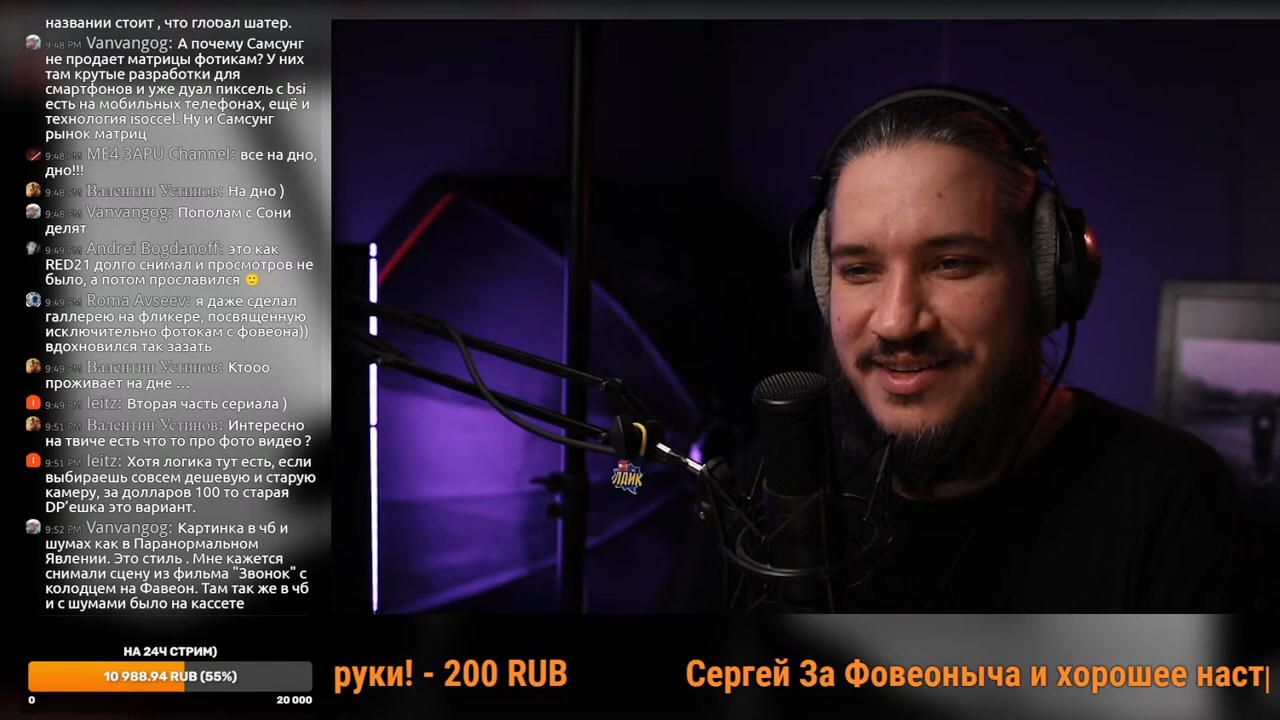 названии стоит , что глобал шатер.
9:48 PM Vanvangog: А почему Самсунг
не продает матрицы фотикам? У них
там крутые разработки для
смартфонов и уже дуал пиксель с bsi
есть на мобильных телефонах, ещё и
технология isoccel. Ну и Самсунг
рынок матриц
9:48 PM ME4 3APU Channel: все на дно,
дно!!!
9:48 PM Валентин Устинов: На дно )
9:48 PM Vanvangog: Пополам с Сони
делят
9:49 PM Andrei Bogdanoff: это как
RED21 долго снимал и просмотров не
было, а потом прославился 🙂
9:49 PM Roma Avseev: я даже сделал
галлерею на фликере, посвященную
исключительно фоткам с фовеона))
вдохновился так зазать
9:49 PM Валентин Устинов: Ктооо
проживает на дне ...
9:49 PM leitz: Вторая часть сериала )
9:51 PM Валентин Устинов: Интересно
на твиче есть что то про фото видео ?
9:51 PM leitz: Хотя логика тут есть, если
выбираешь совсем дешевую и старую
камеру, за долларов 100 то старая
DP'ешка это вариант.
9:52 PM Vanvangog: Картинка в чб и
шумах как в Паранормальном
Явлении. Это стиль . Мне кажется
снимали сцену из фильма "Звонок" с
колодцем на Фавеон. Там так же в чб
и с шумами было на кассете
ЛАЙК
НА 24Ч СТРИМ)
10 988.94 RUB (55%)
0 20 000
руки! - 200 RUB Сергей За Фовеоныча и хорошее наст